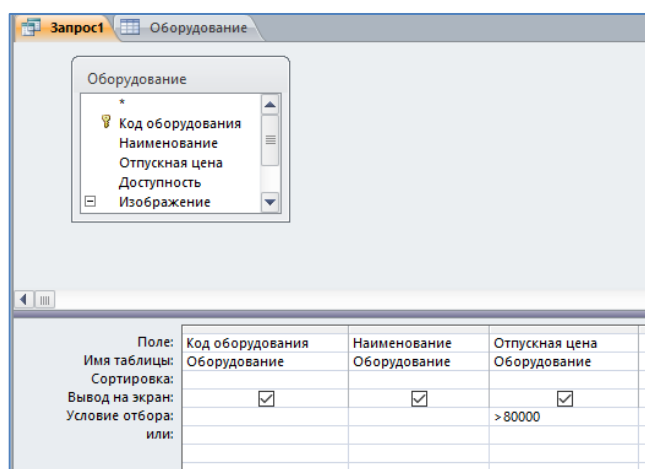 Запрос1 Оборудование
Оборудование
*
Код оборудования
Наименование
Отпускная цена
Доступность
Изображение
Поле: Код оборудования Наименование Отпускная цена
Имя таблицы: Оборудование Оборудование Оборудование
Сортировка:
Вывод на экран:
Условие отбора: >80000
или: